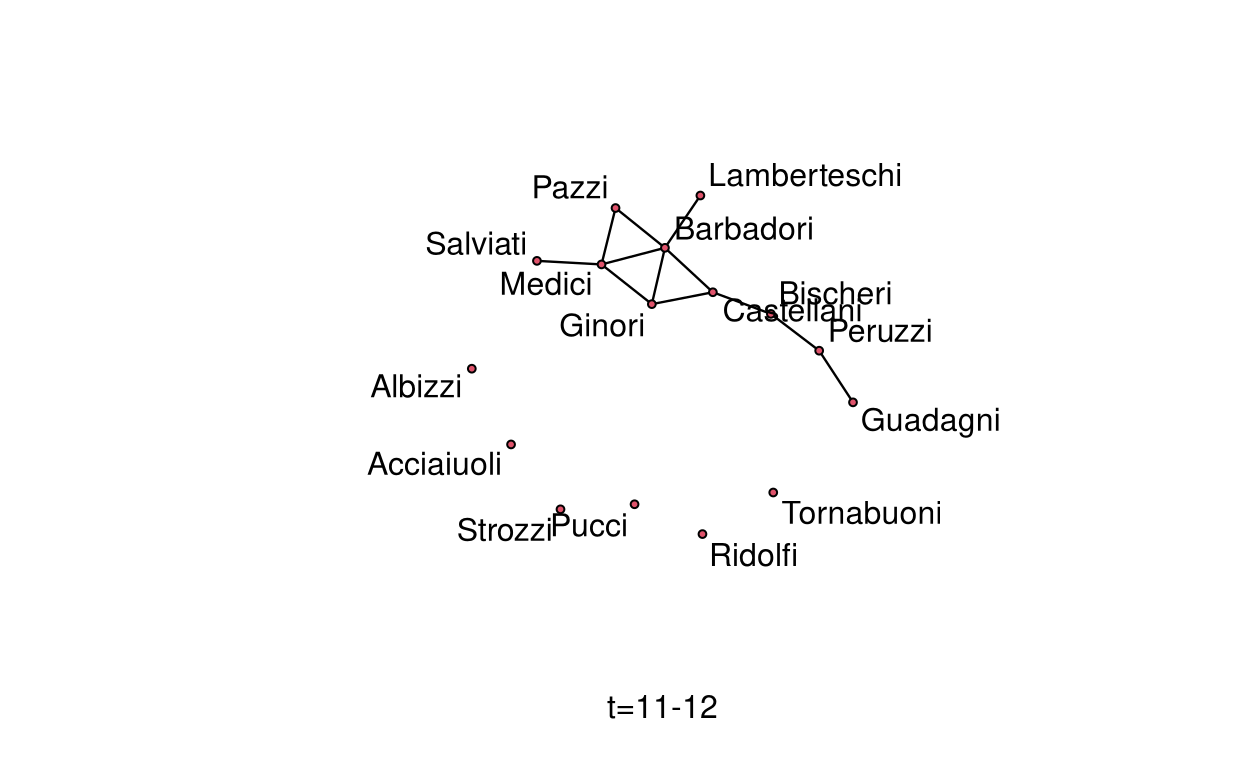 Lamberteschi
Pazzi
Barbadori
Salviati
Medici
Bischeri
Castellani
Ginori
Peruzzi
Albizzi
Guadagni
Acciaiuoli
Tornabuoni
Strozzi
Pucci
Ridolfi
t=11-12